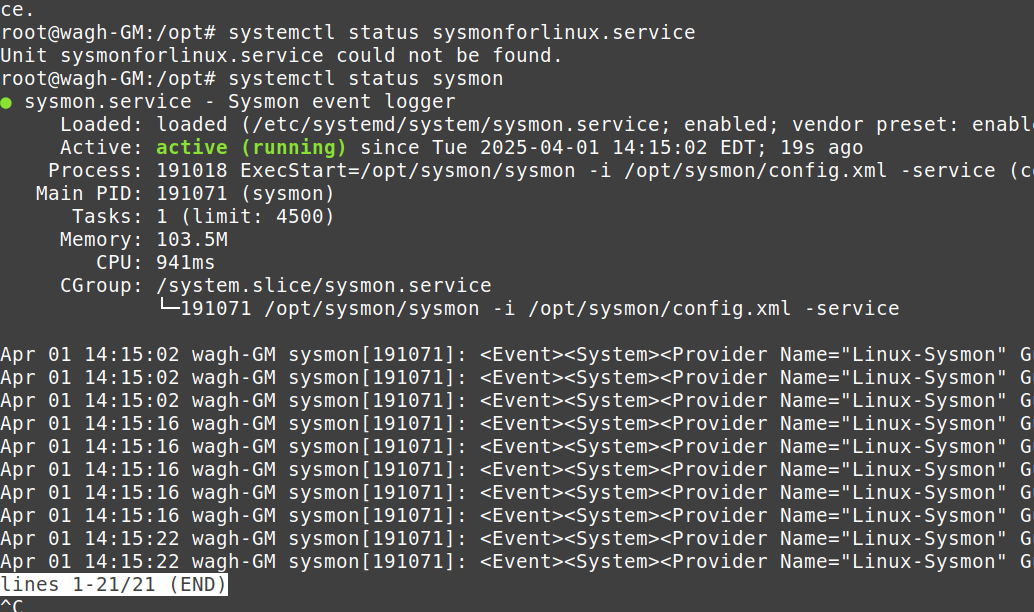 ce.
root@wagh-GM:/opt# systemctl status sysmonforlinux.service
Unit sysmonforlinux.service could not be found.
root@wagh-GM:/opt# systemctl status sysmon
● sysmon.service - Sysmon event logger
     Loaded: loaded (/etc/systemd/system/sysmon.service; enabled; vendor preset: enabl
     Active: active (running) since Tue 2025-04-01 14:15:02 EDT; 19s ago
    Process: 191018 ExecStart=/opt/sysmon/sysmon -i /opt/sysmon/config.xml -service (c
   Main PID: 191071 (sysmon)
      Tasks: 1 (limit: 4500)
     Memory: 103.5M
        CPU: 941ms
     CGroup: /system.slice/sysmon.service
             └─191071 /opt/sysmon/sysmon -i /opt/sysmon/config.xml -service
Apr 01 14:15:02 wagh-GM sysmon[191071]: <Event><System><Provider Name="Linux-Sysmon" G
Apr 01 14:15:02 wagh-GM sysmon[191071]: <Event><System><Provider Name="Linux-Sysmon" G
Apr 01 14:15:02 wagh-GM sysmon[191071]: <Event><System><Provider Name="Linux-Sysmon" G
Apr 01 14:15:16 wagh-GM sysmon[191071]: <Event><System><Provider Name="Linux-Sysmon" G
Apr 01 14:15:16 wagh-GM sysmon[191071]: <Event><System><Provider Name="Linux-Sysmon" G
Apr 01 14:15:16 wagh-GM sysmon[191071]: <Event><System><Provider Name="Linux-Sysmon" G
Apr 01 14:15:16 wagh-GM sysmon[191071]: <Event><System><Provider Name="Linux-Sysmon" G
Apr 01 14:15:16 wagh-GM sysmon[191071]: <Event><System><Provider Name="Linux-Sysmon" G
Apr 01 14:15:22 wagh-GM sysmon[191071]: <Event><System><Provider Name="Linux-Sysmon" G
Apr 01 14:15:22 wagh-GM sysmon[191071]: <Event><System><Provider Name="Linux-Sysmon" G
lines 1-21/21 (END)
^C